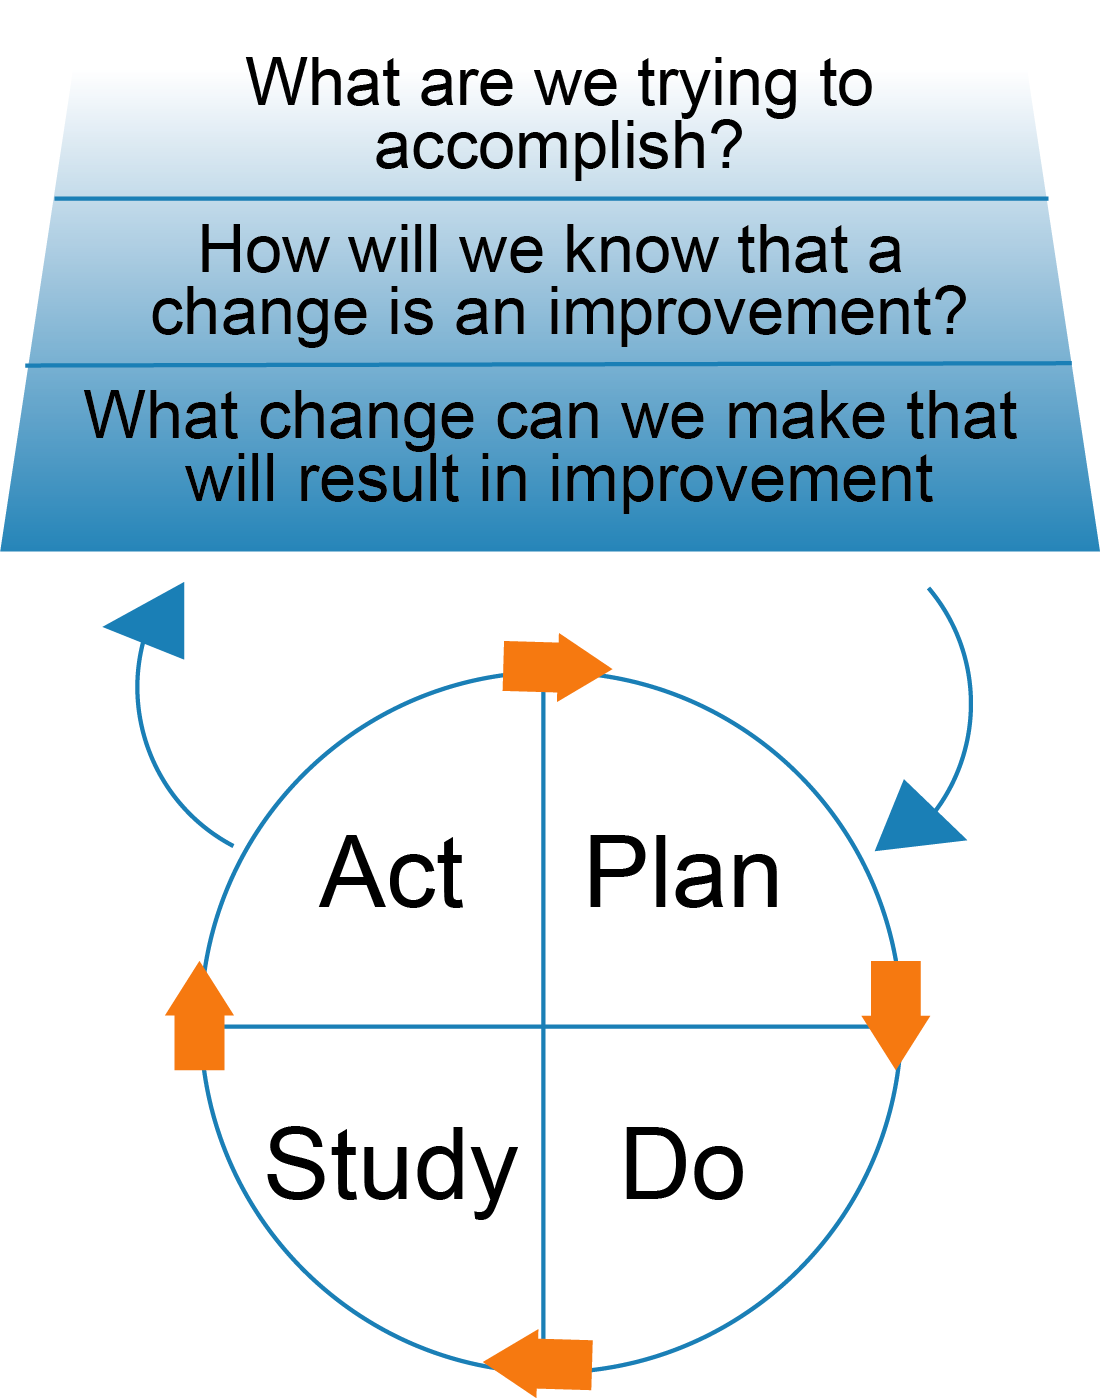 What are we trying to
accomplish?
How will we know that a
change is an improvement?
What change can we make that
will result in improvement
Act
Plan
Study
Do